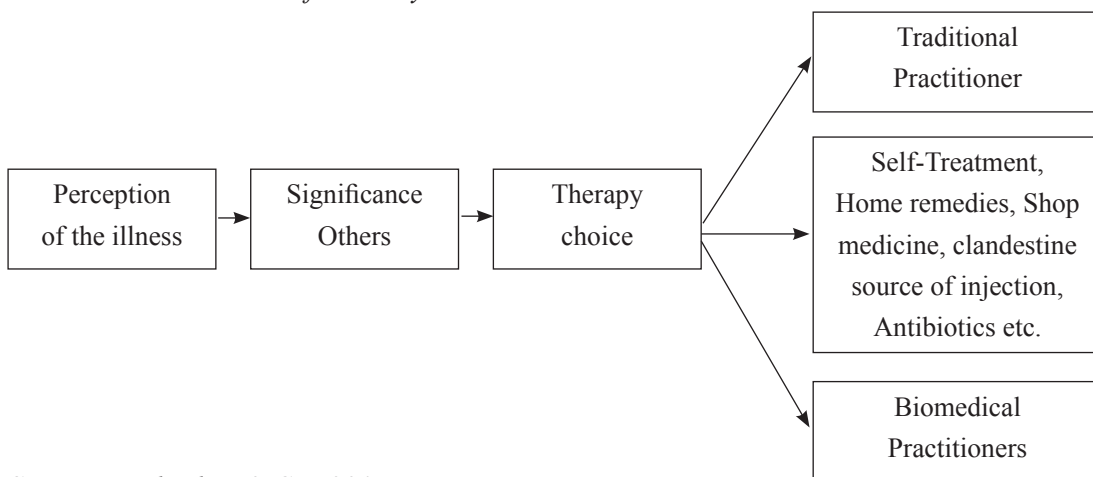 Traditional
Practitioner
Perception
of the illness
Significance
Others
Therapy
choice
Self-Treatment,
Home remedies, Shop
medicine, clandestine
source of injection,
Antibiotics etc.
Biomedical
Practitioners